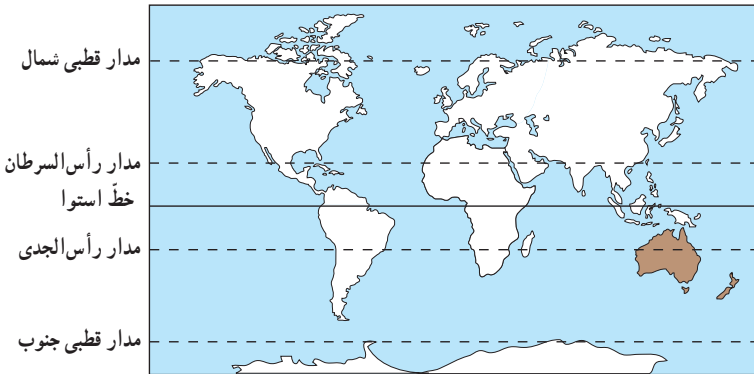 مدار قطبی شمال
مدار رأس‌السرطان
خطّ استوا
مدار رأس‌الجدی
مدار قطبی جنوب